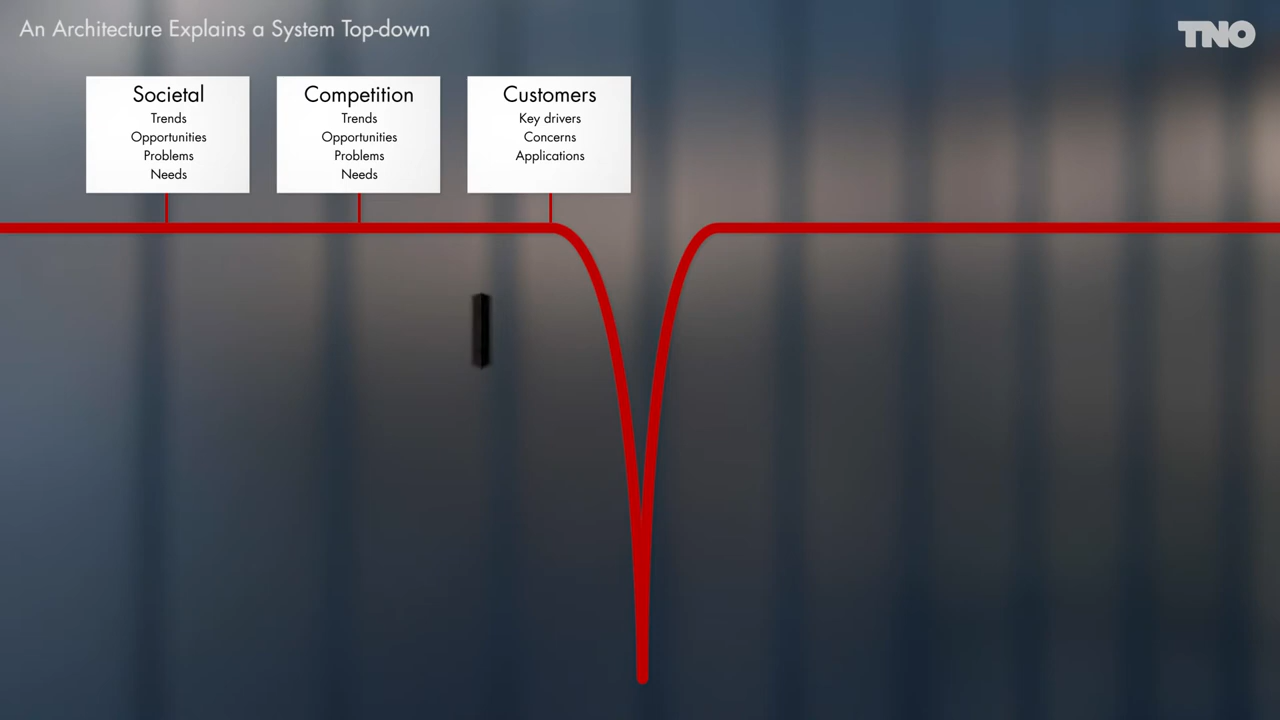 An Architecture Explains a System Top-down
TNO
Societal
Trends
Opportunities
Problems
Needs
Competition
Trends
Opportunities
Problems
Needs
Customers
Key drivers
Concerns
Applications